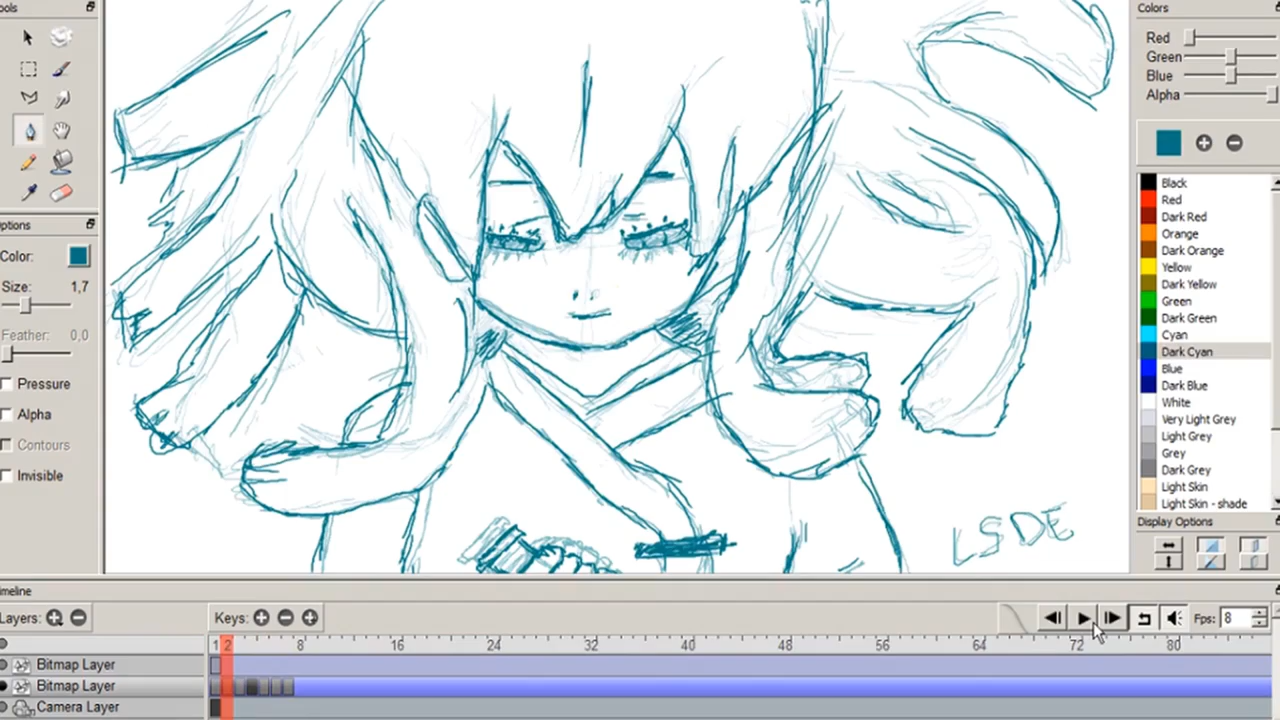 ools
ptions
Color:
Size: 1,7
Feather: 0,0
Pressure
Alpha
Contours
Invisible
LSDE
Colors
Red
Green
Blue
Alpha
Black
Red
Dark Red
Orange
Dark Orange
Yellow
Dark Yellow
Green
Dark Green
Cyan
Dark Cyan
Blue
Dark Blue
White
Very Light Grey
Light Grey
Grey
Dark Grey
Light Skin
Light Skin - shade
Display Options
imeline
Layers: Keys: Fps: 8
1 2 8 16 24 32 40 48 56 64 72 80
Bitmap Layer
Bitmap Layer
Camera Layer